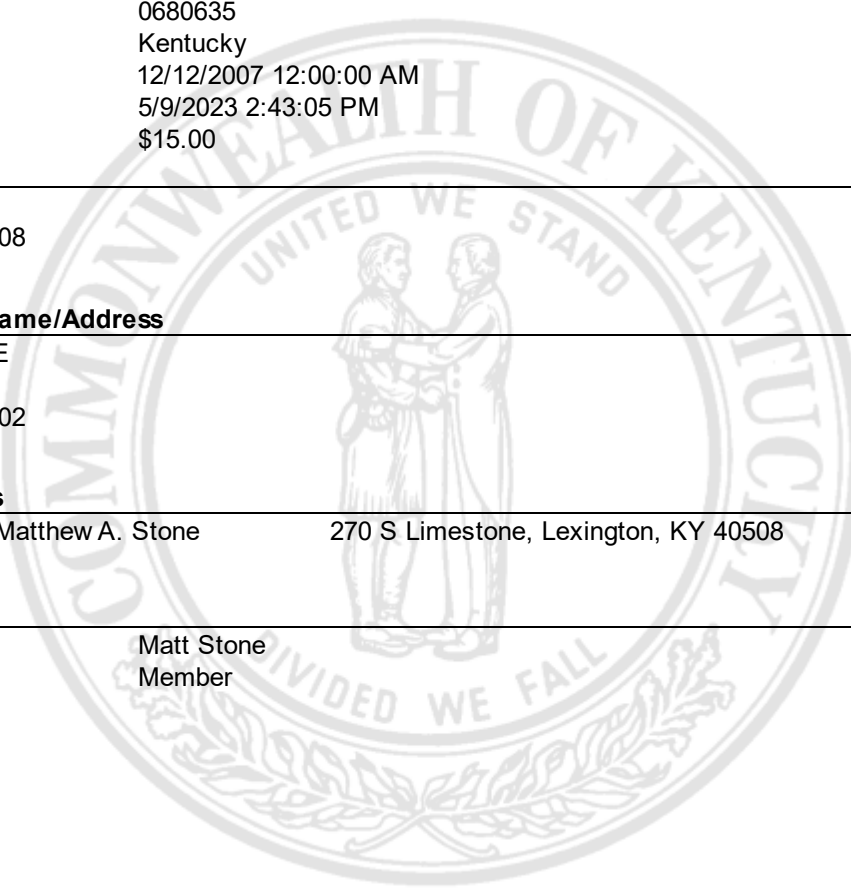 0680635
Kentucky
12/12/2007 12:00:00 AM
5/9/2023 2:43:05 PM
$15.00
08
ame/Address
E
02
s
Matthew A. Stone 270 S Limestone, Lexington, KY 40508
Matt Stone
Member
COMMONWEALTH OF KENTUCKY
UNITED WE STAND
DIVIDED WE FALL